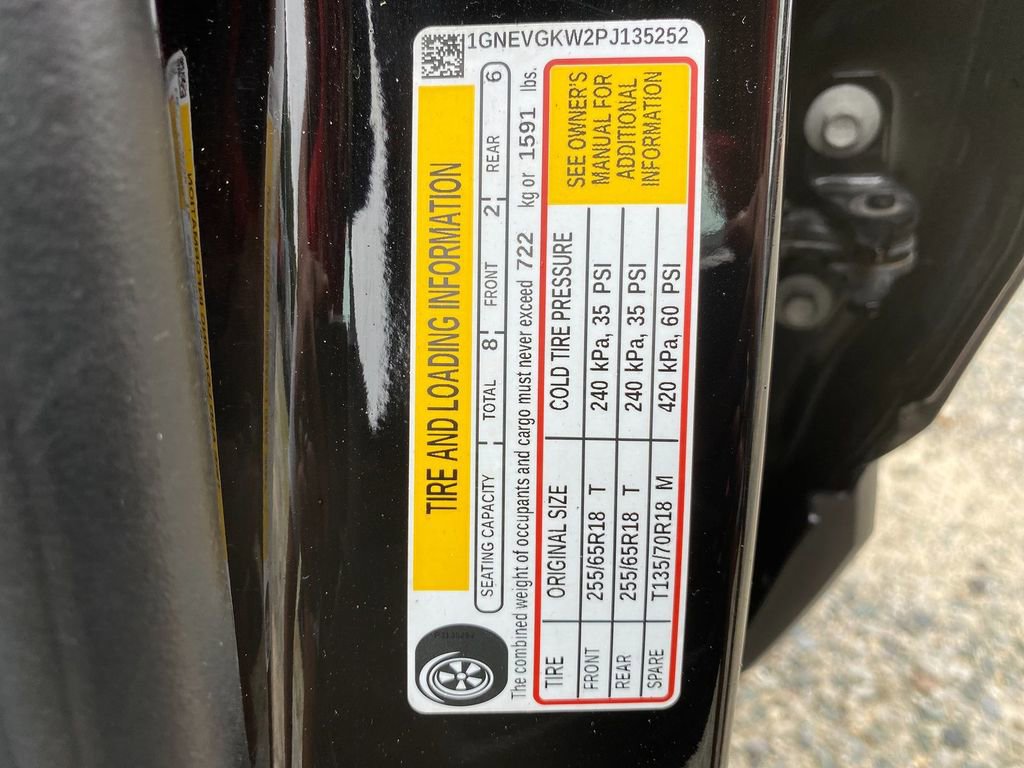 1GNEVGKW2PJ135252
TIRE AND LOADING INFORMATION
SEATING CAPACITY TOTAL 8 FRONT 2 REAR 6
The combined weight of occupants and cargo must never exceed 722 kg or 1591 lbs.
TIRE ORIGINAL SIZE COLD TIRE PRESSURE
FRONT 255/65R18 T 240 kPa, 35 PSI
REAR 255/65R18 T 240 kPa, 35 PSI
SPARE T135/70R18 M 420 kPa, 60 PSI
SEE OWNER'S
MANUAL FOR
ADDITIONAL
INFORMATION
PJ135252